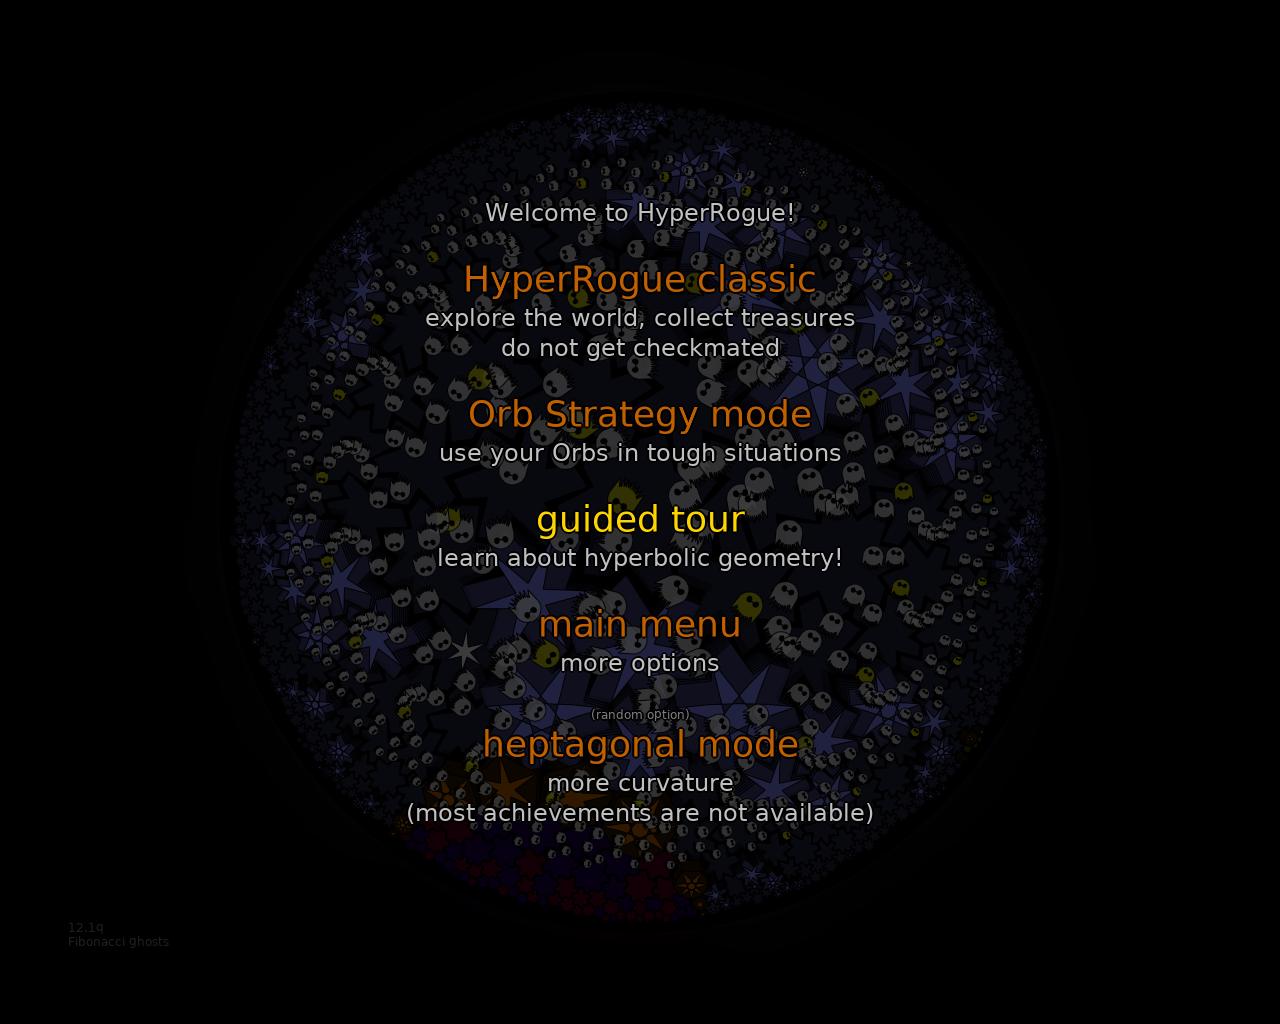 Welcome to HyperRogue!
HyperRogue classic
explore the world, collect treasures
do not get checkmated
Orb Strategy mode
use your Orbs in tough situations
guided tour
learn about hyperbolic geometry!
main menu
more options
(random option)
heptagonal mode
more curvature
(most achievements are not available)
12.1q
Fibonacci ghosts